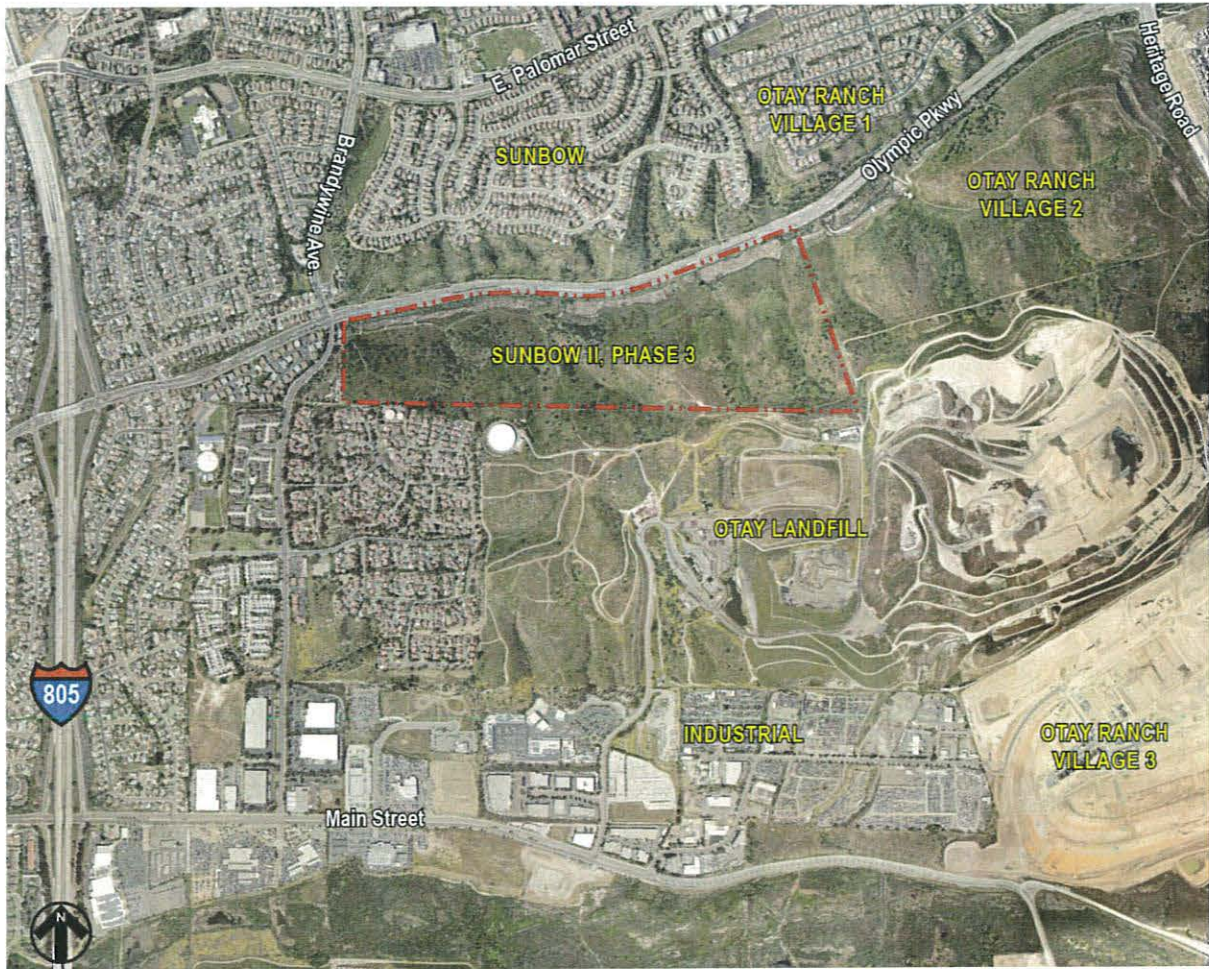 E. Palomar Street
Heritage Road
OTAY RANCH
VILLAGE 1
Olympic Pkwy
Brandywine Ave.
SUNBOW
OTAY RANCH
VILLAGE 2
SUNBOW II, PHASE 3
OTAY LANDFILL
805
INDUSTRIAL
OTAY RANCH
VILLAGE 3
Main Street
N